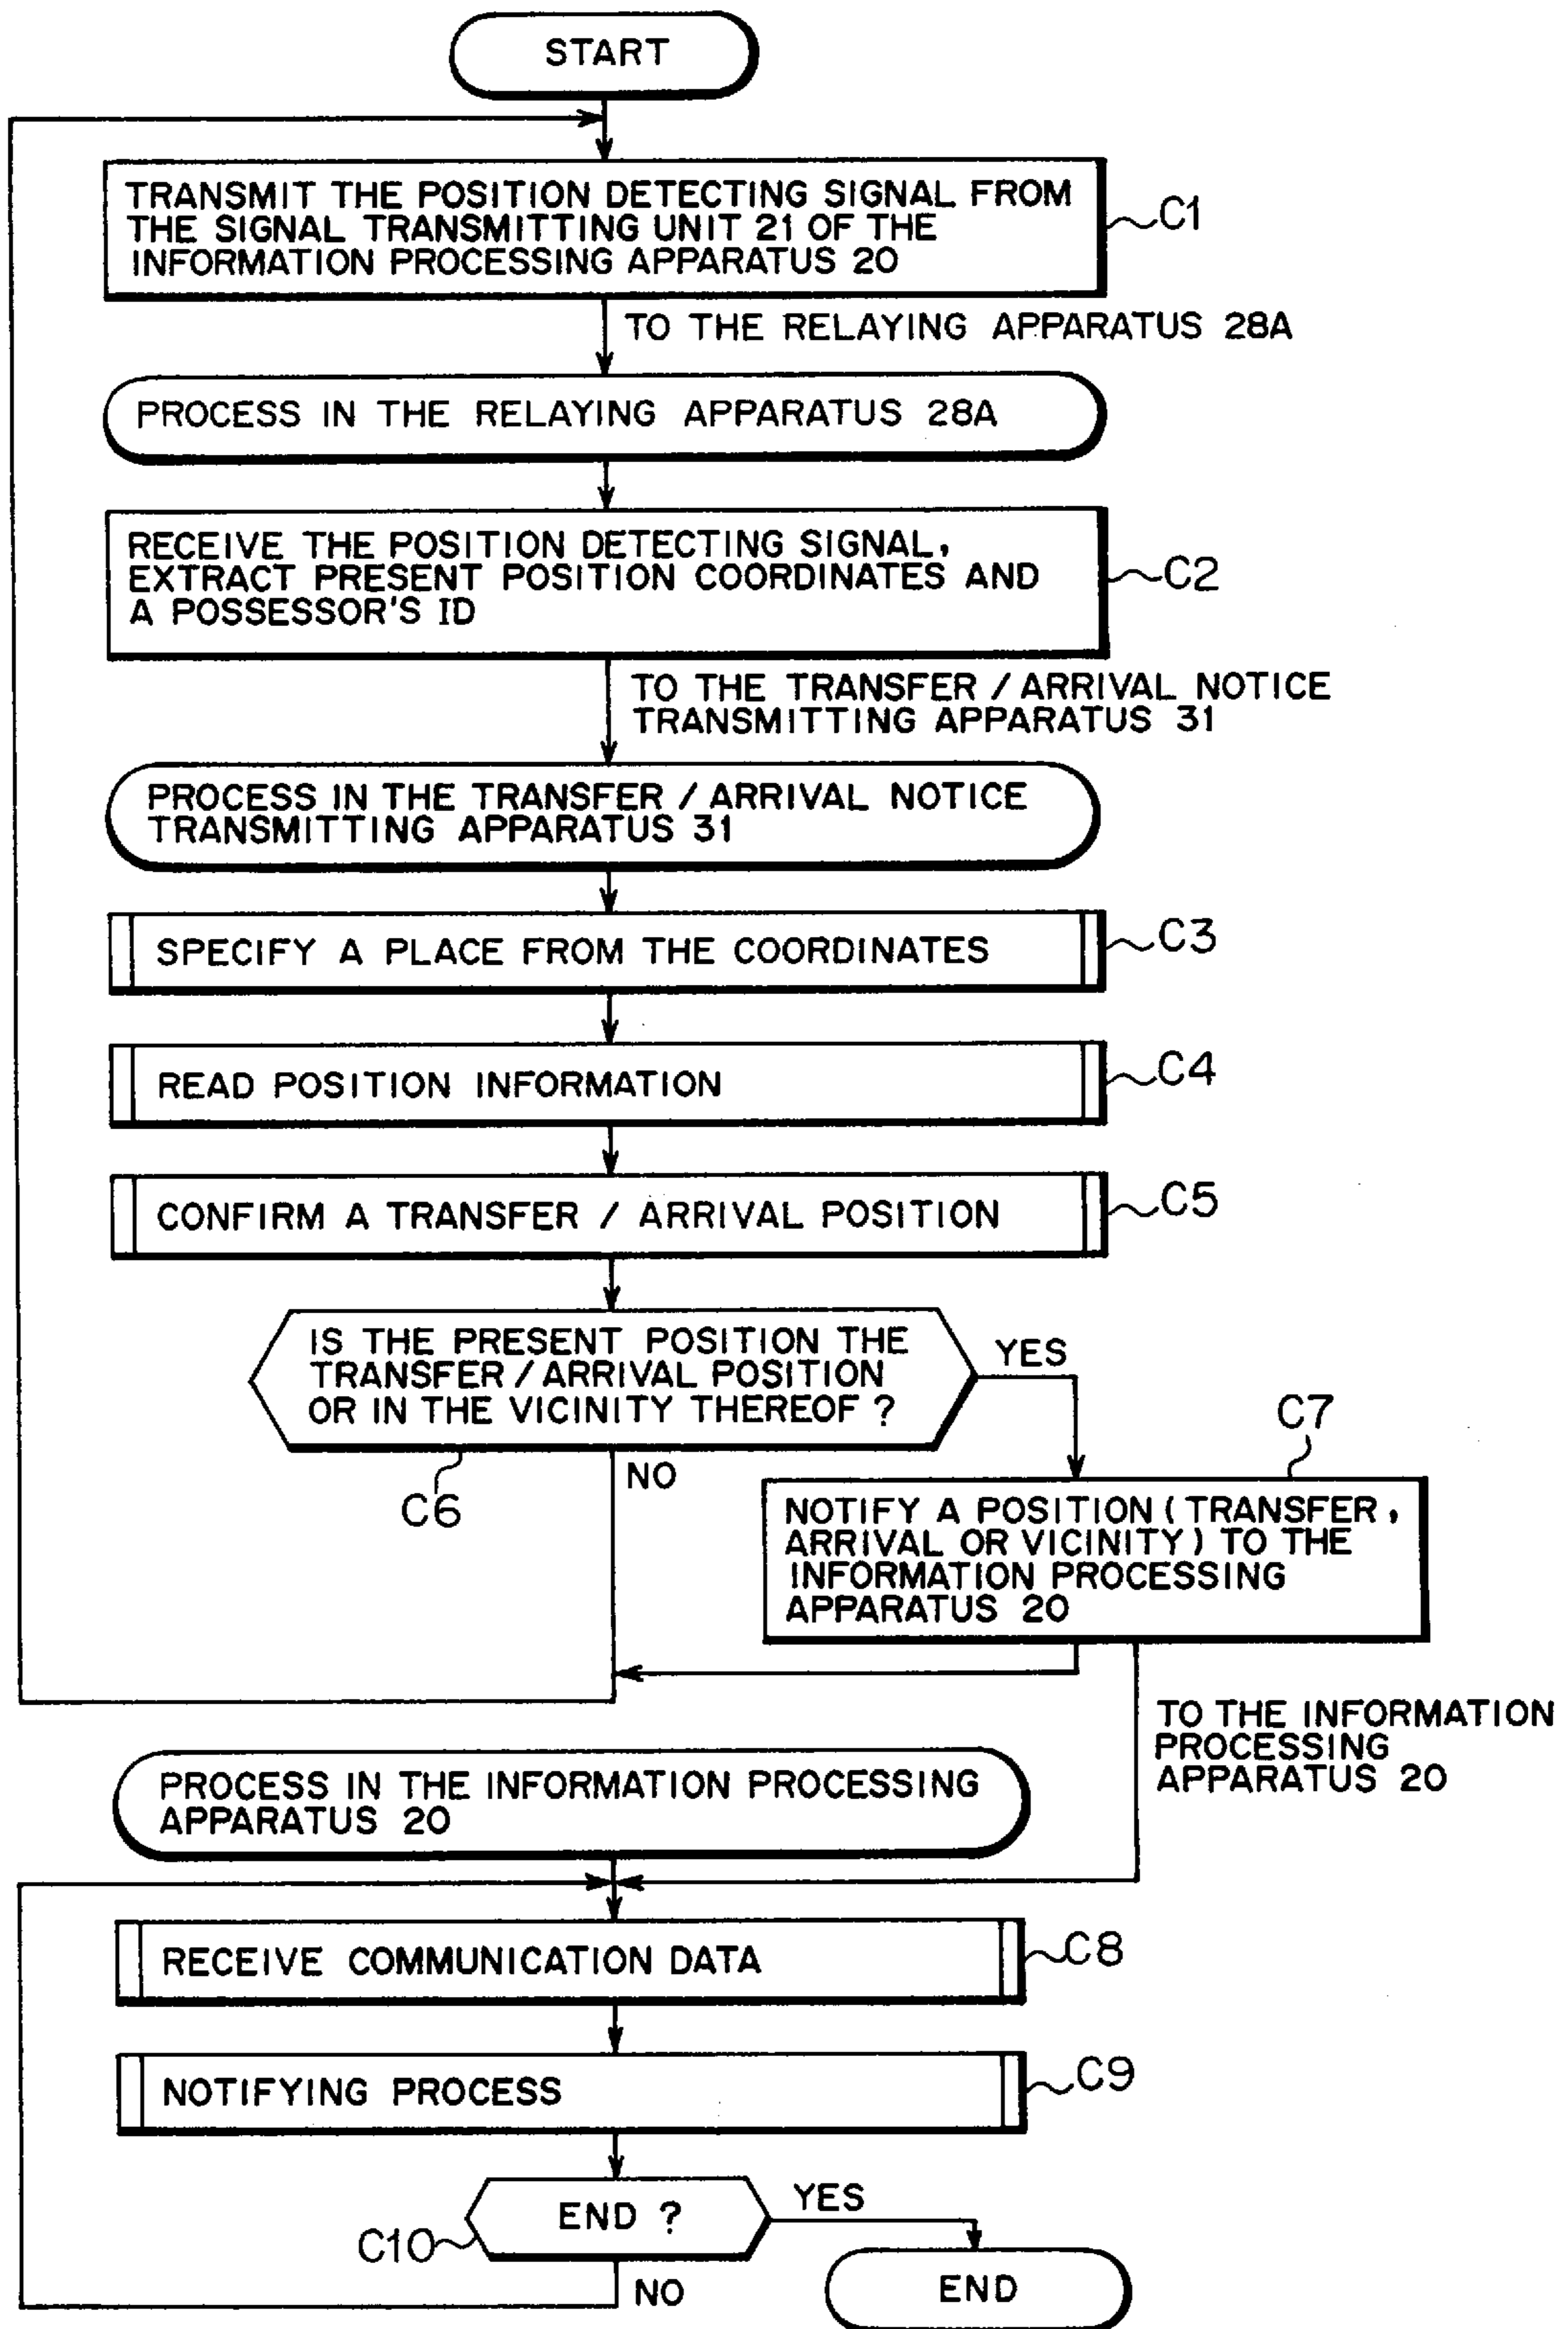 START
TRANSMIT THE POSITION DETECTING SIGNAL FROM
THE SIGNAL TRANSMITTING UNIT 21 OF THE
INFORMATION PROCESSING APPARATUS 20
C1
TO THE RELAYING APPARATUS 28A
PROCESS IN THE RELAYING APPARATUS 28A
RECEIVE THE POSITION DETECTING SIGNAL,
EXTRACT PRESENT POSITION COORDINATES AND
A POSSESSOR'S ID
C2
TO THE TRANSFER / ARRIVAL NOTICE
TRANSMITTING APPARATUS 31
PROCESS IN THE TRANSFER / ARRIVAL NOTICE
TRANSMITTING APPARATUS 31
SPECIFY A PLACE FROM THE COORDINATES
C3
READ POSITION INFORMATION
C4
CONFIRM A TRANSFER / ARRIVAL POSITION
C5
IS THE PRESENT POSITION THE
TRANSFER / ARRIVAL POSITION
OR IN THE VICINITY THEREOF ?
YES
C6
NO
C7
NOTIFY A POSITION ( TRANSFER,
ARRIVAL OR VICINITY ) TO THE
INFORMATION PROCESSING
APPARATUS 20
TO THE INFORMATION
PROCESSING
APPARATUS 20
PROCESS IN THE INFORMATION PROCESSING
APPARATUS 20
RECEIVE COMMUNICATION DATA
C8
NOTIFYING PROCESS
C9
END ?
YES
C10
NO
END